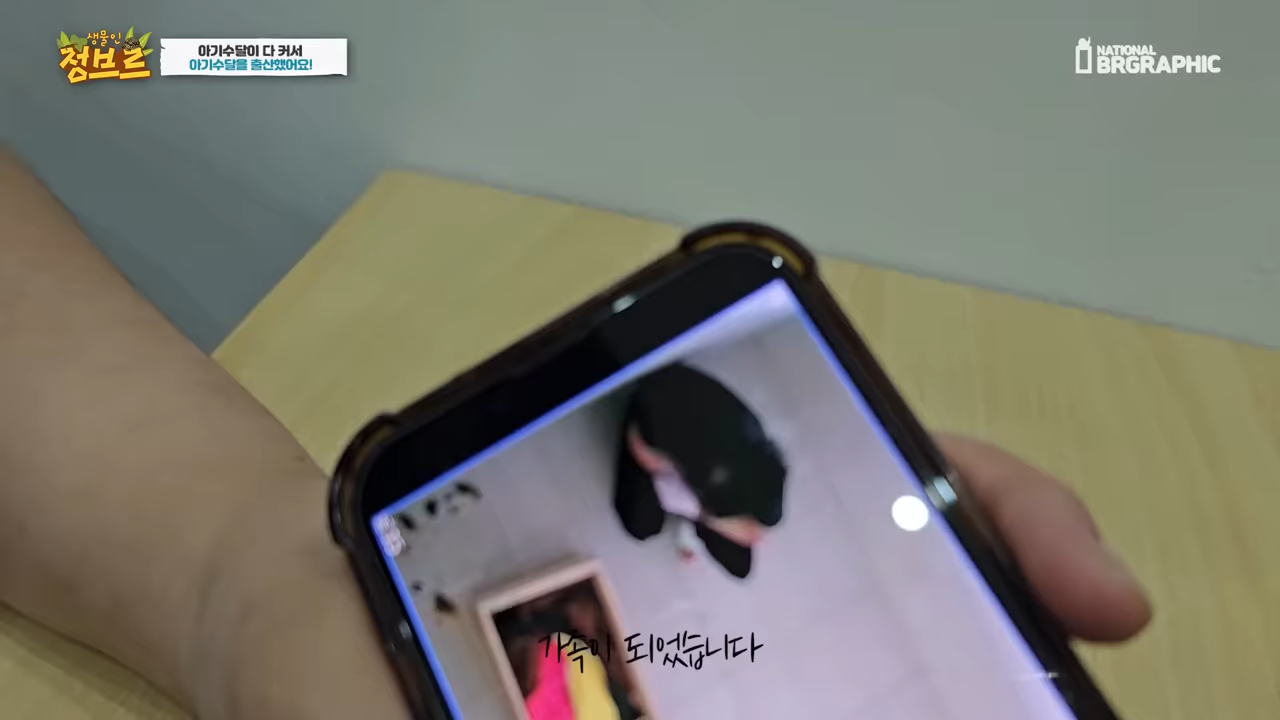 생물인
정브르
아기수달이 다 커서
아기수달을 출산했어요!
NATIONAL
BRGRAPHIC
가족이 되었습니다